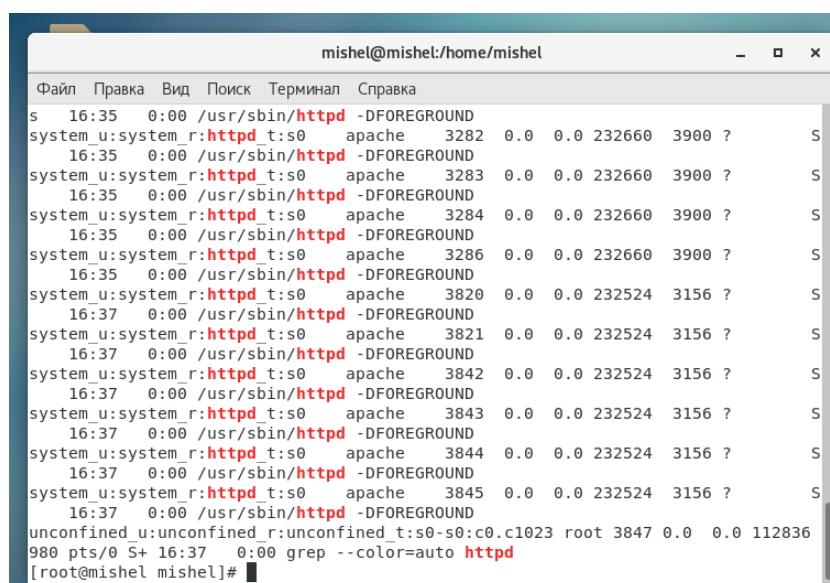 mishel@mishel:/home/mishel
Файл Правка Вид Поиск Терминал Справка
s 16:35 0:00 /usr/sbin/httpd -DFOREGROUND
system_u:system_r:httpd_t:s0 apache 3282 0.0 0.0 232660 3900 ? S
16:35 0:00 /usr/sbin/httpd -DFOREGROUND
system_u:system_r:httpd_t:s0 apache 3283 0.0 0.0 232660 3900 ? S
16:35 0:00 /usr/sbin/httpd -DFOREGROUND
system_u:system_r:httpd_t:s0 apache 3284 0.0 0.0 232660 3900 ? S
16:35 0:00 /usr/sbin/httpd -DFOREGROUND
system_u:system_r:httpd_t:s0 apache 3286 0.0 0.0 232660 3900 ? S
16:35 0:00 /usr/sbin/httpd -DFOREGROUND
system_u:system_r:httpd_t:s0 apache 3820 0.0 0.0 232524 3156 ? S
16:37 0:00 /usr/sbin/httpd -DFOREGROUND
system_u:system_r:httpd_t:s0 apache 3821 0.0 0.0 232524 3156 ? S
16:37 0:00 /usr/sbin/httpd -DFOREGROUND
system_u:system_r:httpd_t:s0 apache 3842 0.0 0.0 232524 3156 ? S
16:37 0:00 /usr/sbin/httpd -DFOREGROUND
system_u:system_r:httpd_t:s0 apache 3843 0.0 0.0 232524 3156 ? S
16:37 0:00 /usr/sbin/httpd -DFOREGROUND
system_u:system_r:httpd_t:s0 apache 3844 0.0 0.0 232524 3156 ? S
16:37 0:00 /usr/sbin/httpd -DFOREGROUND
system_u:system_r:httpd_t:s0 apache 3845 0.0 0.0 232524 3156 ? S
16:37 0:00 /usr/sbin/httpd -DFOREGROUND
unconfined_u:unconfined_r:unconfined_t:s0-s0:c0.c1023 root 3847 0.0 0.0 112836
980 pts/0 S+ 16:37 0:00 grep --color=auto httpd
[root@mishel mishel]#